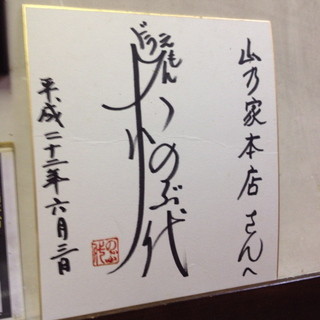 山乃家本店さんへ
ドラえもん
大山のぶ代
平成二十二年六月三日
のぶ代